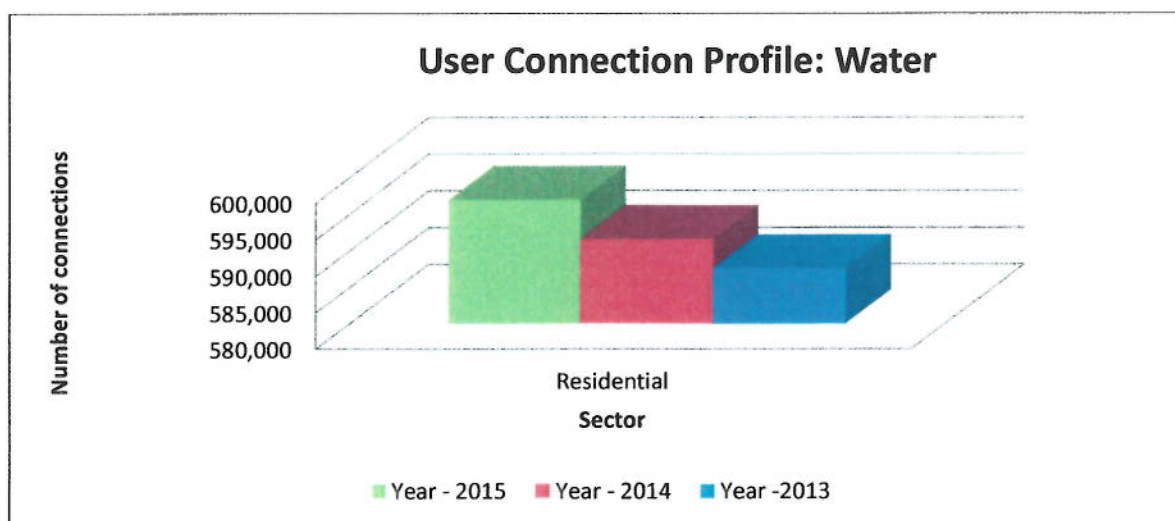 User Connection Profile: Water
Number of connections
600,000
595,000
590,000
585,000
580,000
Residential
Sector
Year - 2015 Year - 2014 Year -2013